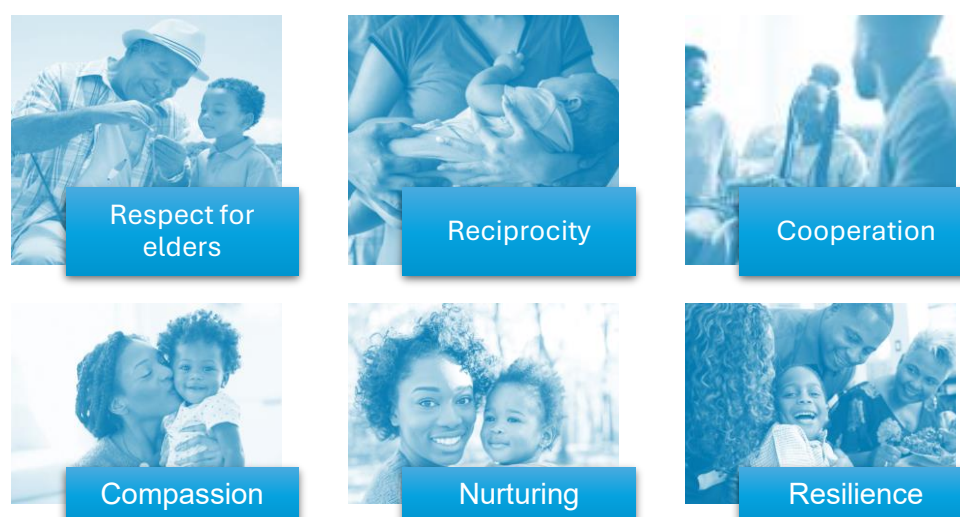 Respect for
elders
Reciprocity
Cooperation
Compassion
Nurturing
Resilience